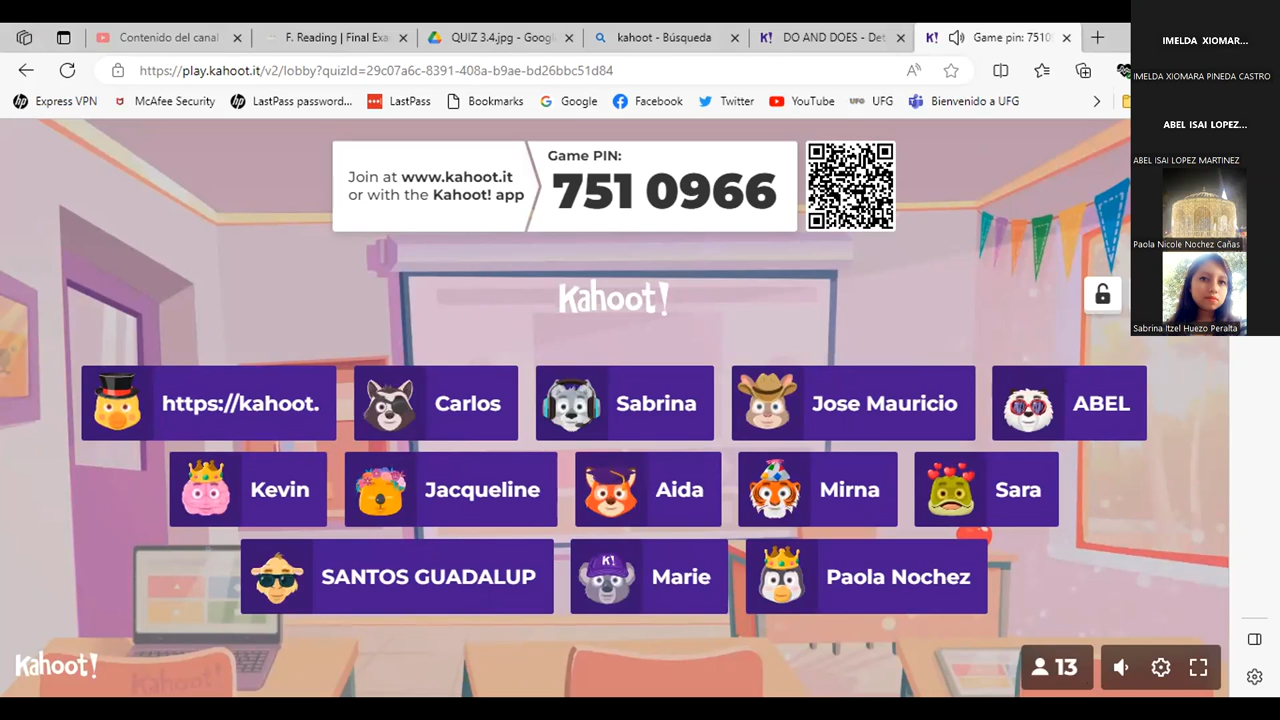 Contenido del canal
F. Reading | Final Exa
QUIZ 3.4.jpg - Googl
kahoot - Búsqueda
DO AND DOES - Det
Game pin: 7510
https://play.kahoot.it/v2/lobby?quizId=29c07a6c-8391-408a-b9ae-bd26bbc51d84
Express VPN
McAfee Security
LastPass password...
LastPass
Bookmarks
Google
Facebook
Twitter
YouTube
UFG
Bienvenido a UFG
IMELDA XIOMAR...
IMELDA XIOMARA PINEDA CASTRO
ABEL ISAI LOPEZ...
ABEL ISAI LOPEZ MARTINEZ
Paola Nicole Nochez Cañas
Sabrina Itzel Huezo Peralta
Join at www.kahoot.it
or with the Kahoot! app
Game PIN:
751 0966
Kahoot!
https://kahoot.
Carlos
Sabrina
Jose Mauricio
ABEL
Kevin
Jacqueline
Aida
Mirna
Sara
SANTOS GUADALUP
K!
Marie
Paola Nochez
Kahoot!
13